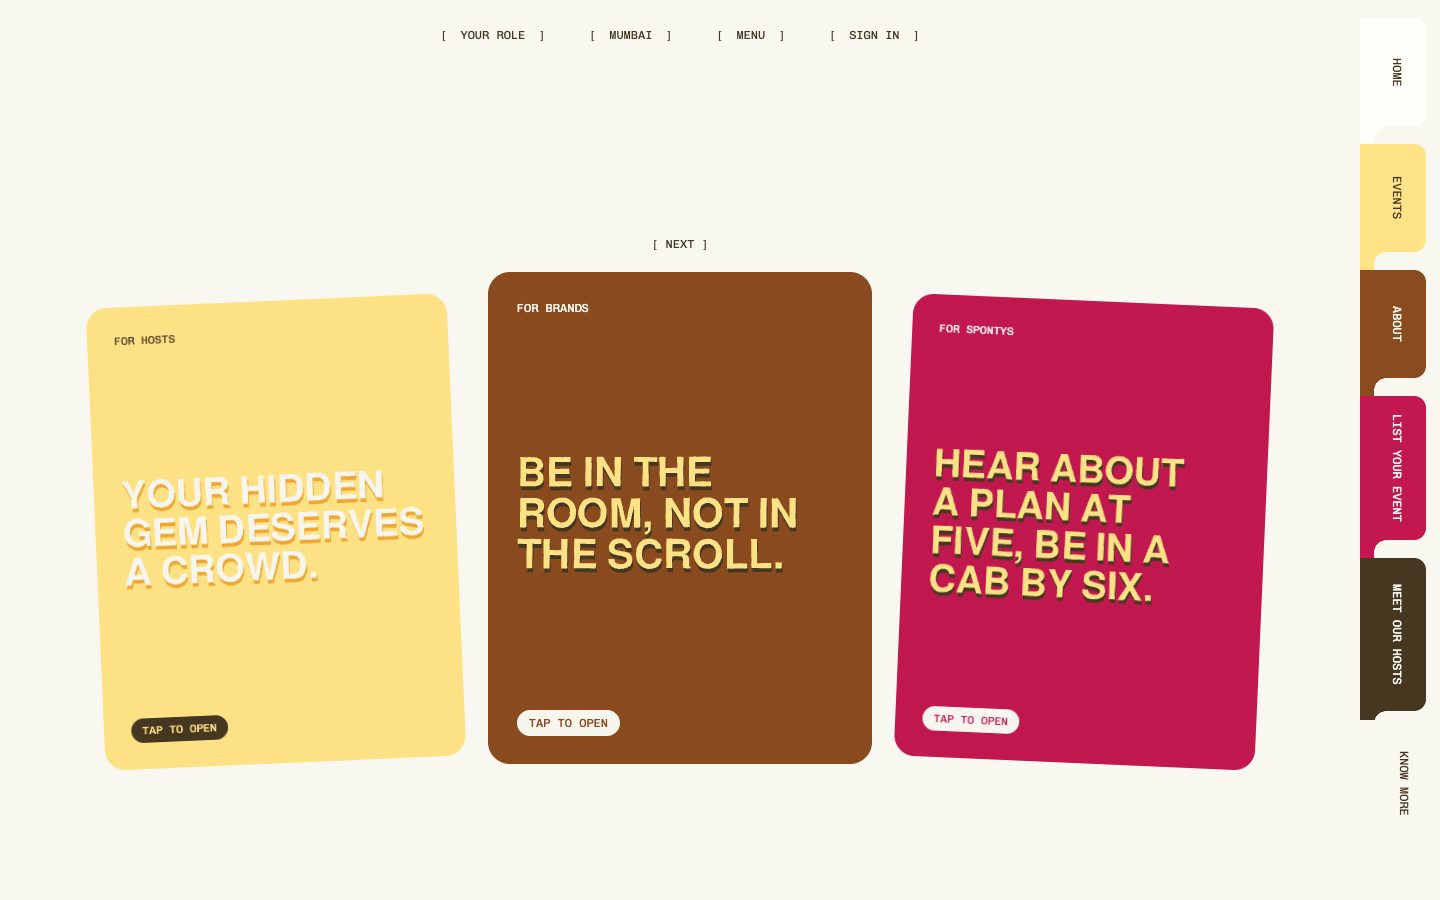 [ YOUR ROLE ] [ MUMBAI ] [ MENU ] [ SIGN IN ]
[ NEXT ]
FOR HOSTS
YOUR HIDDEN
GEM DESERVES
A CROWD.
TAP TO OPEN
FOR BRANDS
BE IN THE
ROOM, NOT IN
THE SCROLL.
TAP TO OPEN
FOR SPONTYS
HEAR ABOUT
A PLAN AT
FIVE, BE IN A
CAB BY SIX.
TAP TO OPEN
HOME
EVENTS
ABOUT
LIST YOUR EVENT
MEET OUR HOSTS
KNOW MORE